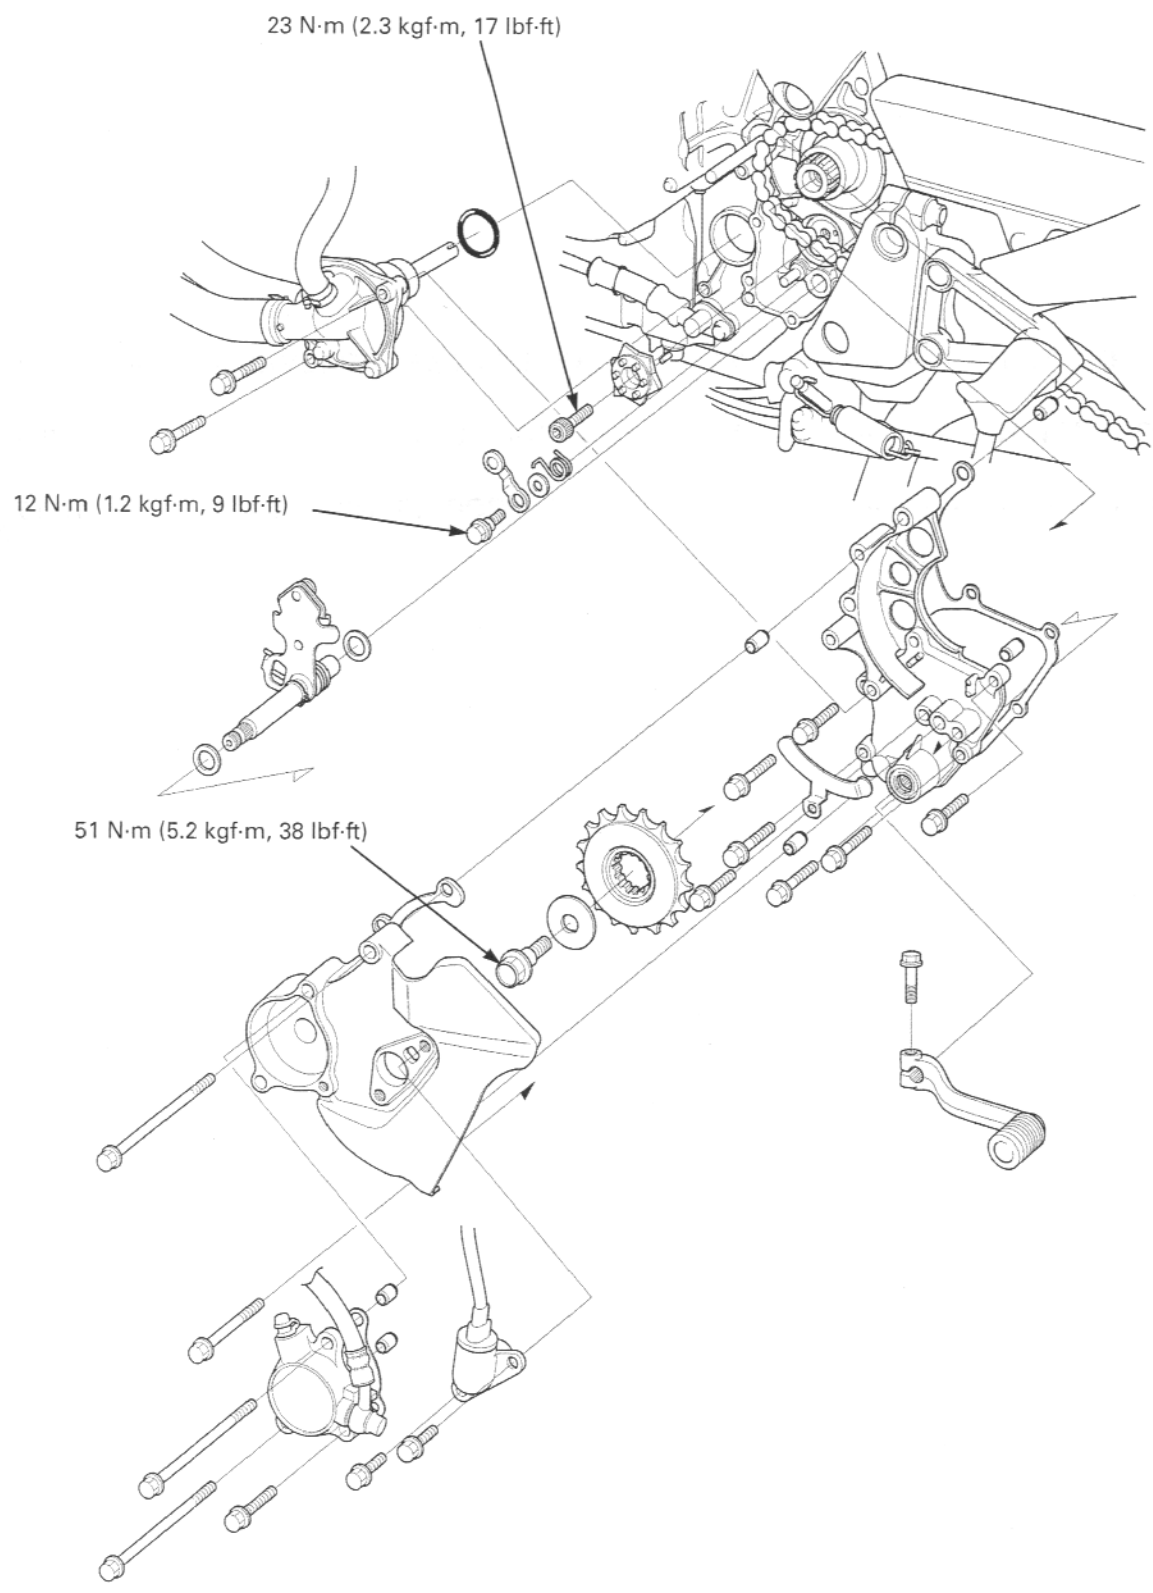 23 N·m (2.3 kgf·m, 17 lbf·ft)
12 N·m (1.2 kgf·m, 9 lbf·ft)
51 N·m (5.2 kgf·m, 38 lbf·ft)